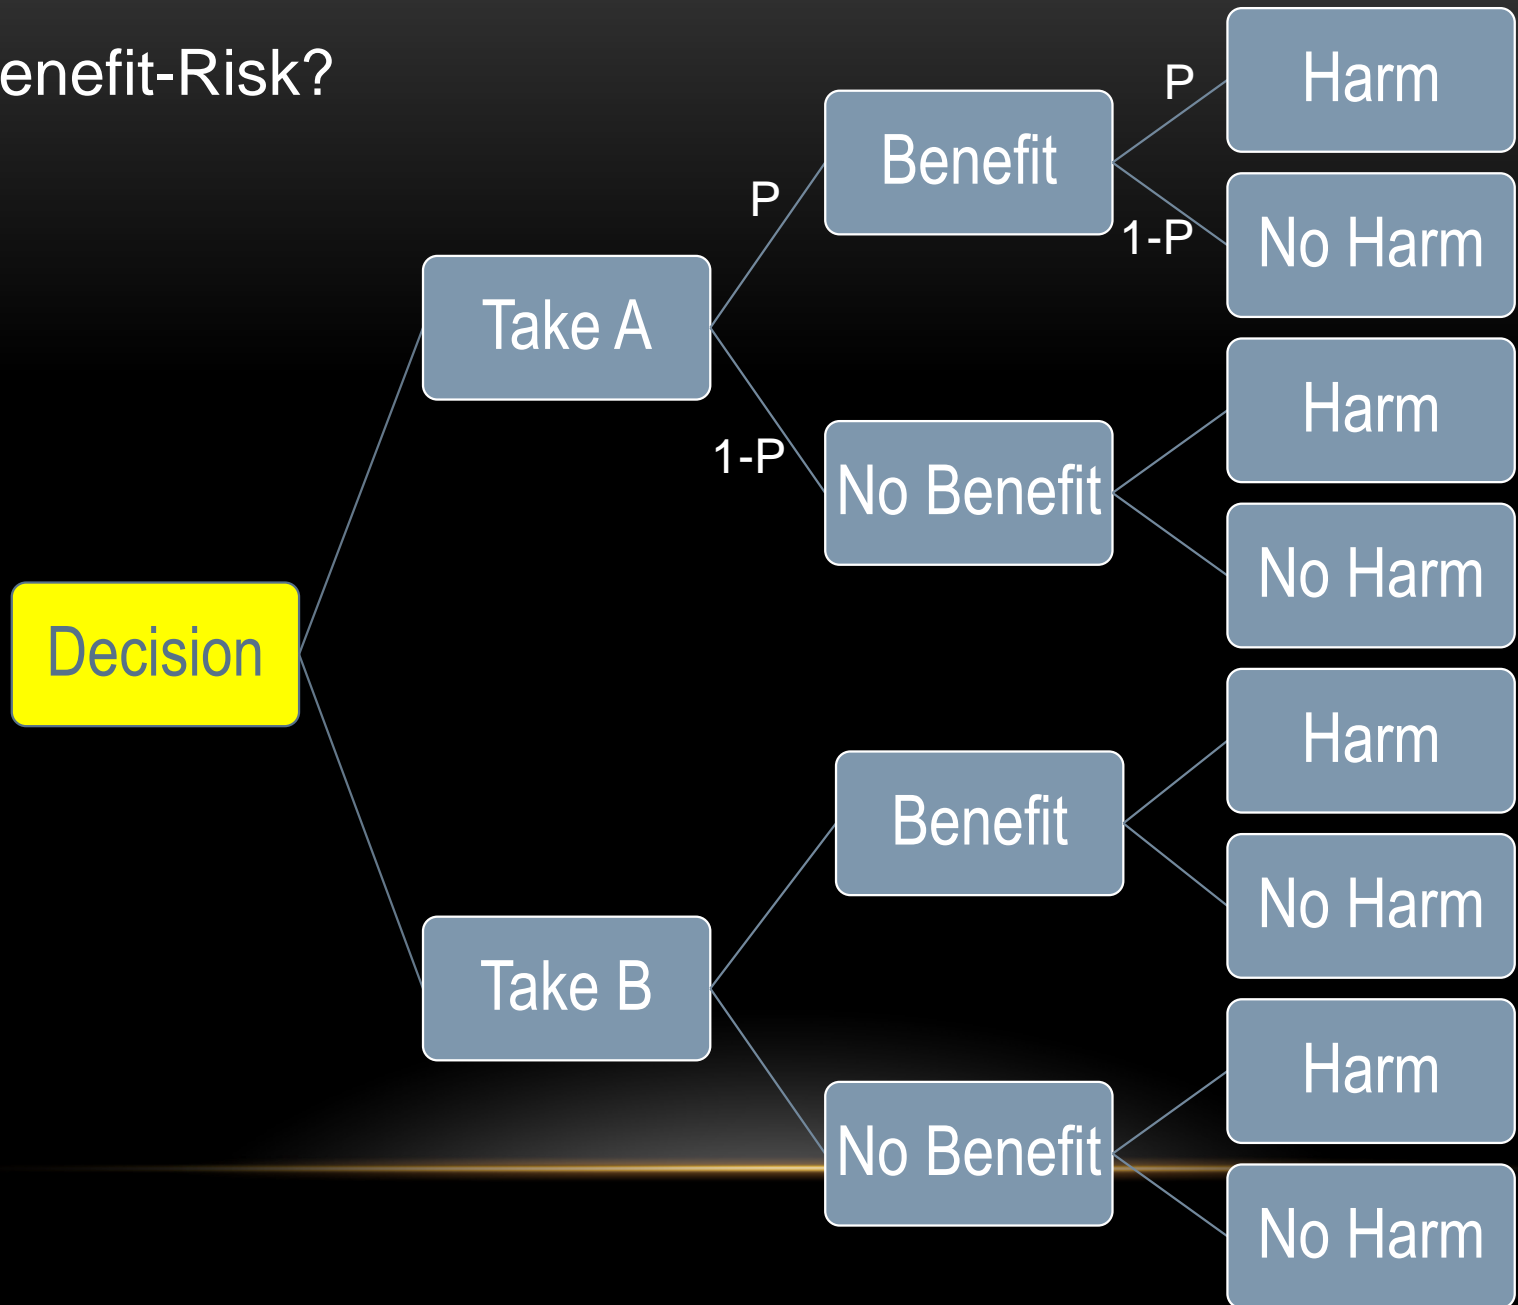 enefit-Risk?
P
Harm
Benefit
P
1-P
No Harm
Take A
Harm
1-P
No Benefit
No Harm
Decision
Harm
Benefit
No Harm
Take B
Harm
No Benefit
No Harm